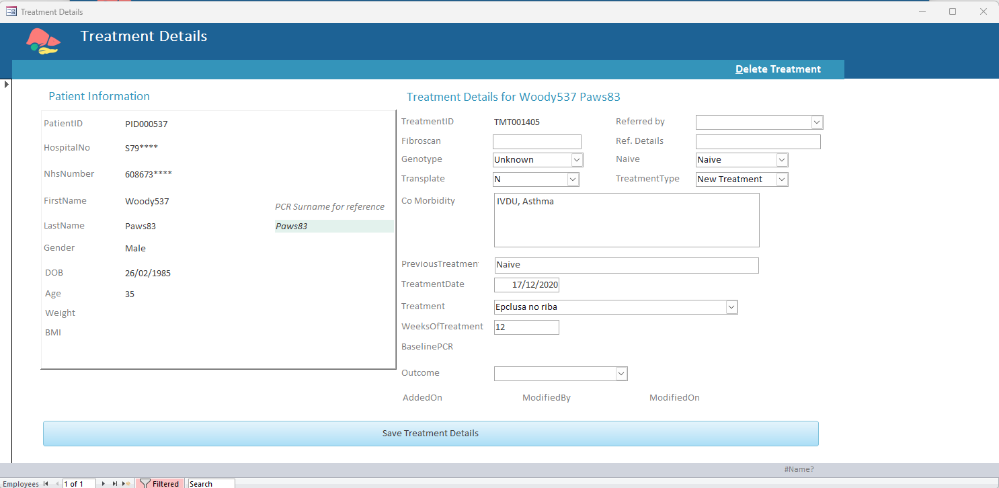 Treatment Details
Treatment Details
Delete Treatment
Patient Information
PatientID PID000537
HospitalNo S79****
NhsNumber 608673****
FirstName Woody537
PCR Surname for reference
LastName Paws83 Paws83
Gender Male
DOB 26/02/1985
Age 35
Weight
BMI
Treatment Details for Woody537 Paws83
TreatmentID TMT001405 Referred by
Fibroscan Ref. Details
Genotype Unknown Naive Naive
Transplate N TreatmentType New Treatment
Co Morbidity IVDU, Asthma
PreviousTreatmen Naive
TreatmentDate 17/12/2020
Treatment Epclusa no riba
WeeksOfTreatment 12
BaselinePCR
Outcome
AddedOn ModifiedBy ModifiedOn
Save Treatment Details
#Name?
Employees 1 of 1 Filtered Search